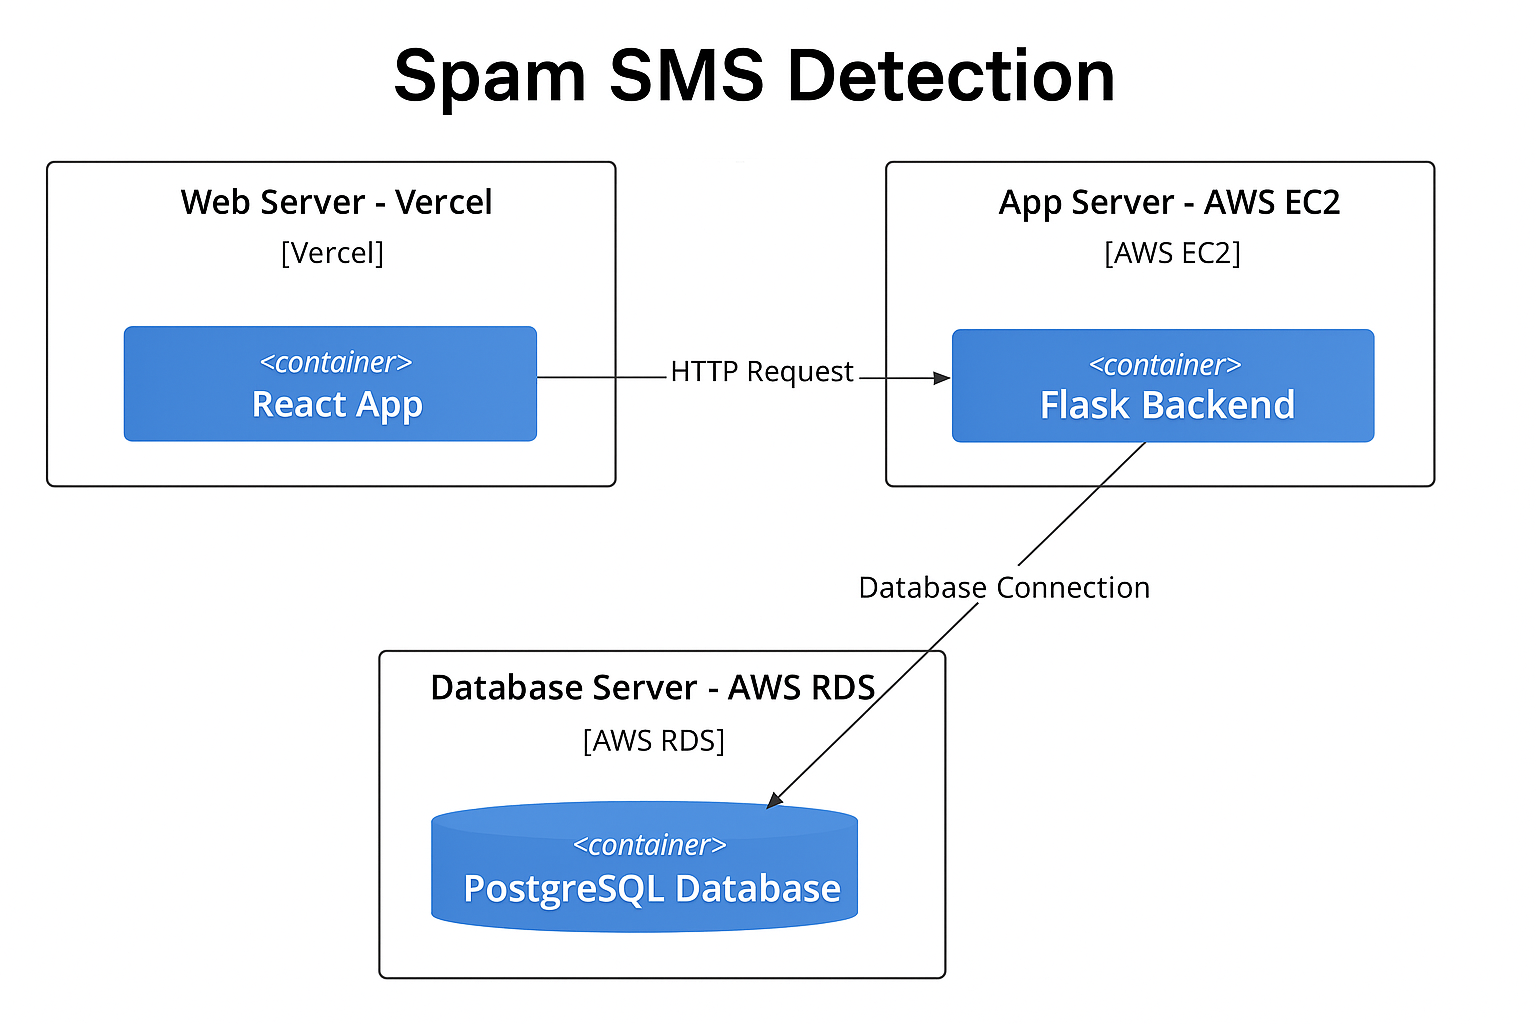 Spam SMS Detection
Web Server - Vercel
[Vercel]
<container>
React App
HTTP Request
App Server - AWS EC2
[AWS EC2]
<container>
Flask Backend
Database Connection
Database Server - AWS RDS
[AWS RDS]
<container>
PostgreSQL Database